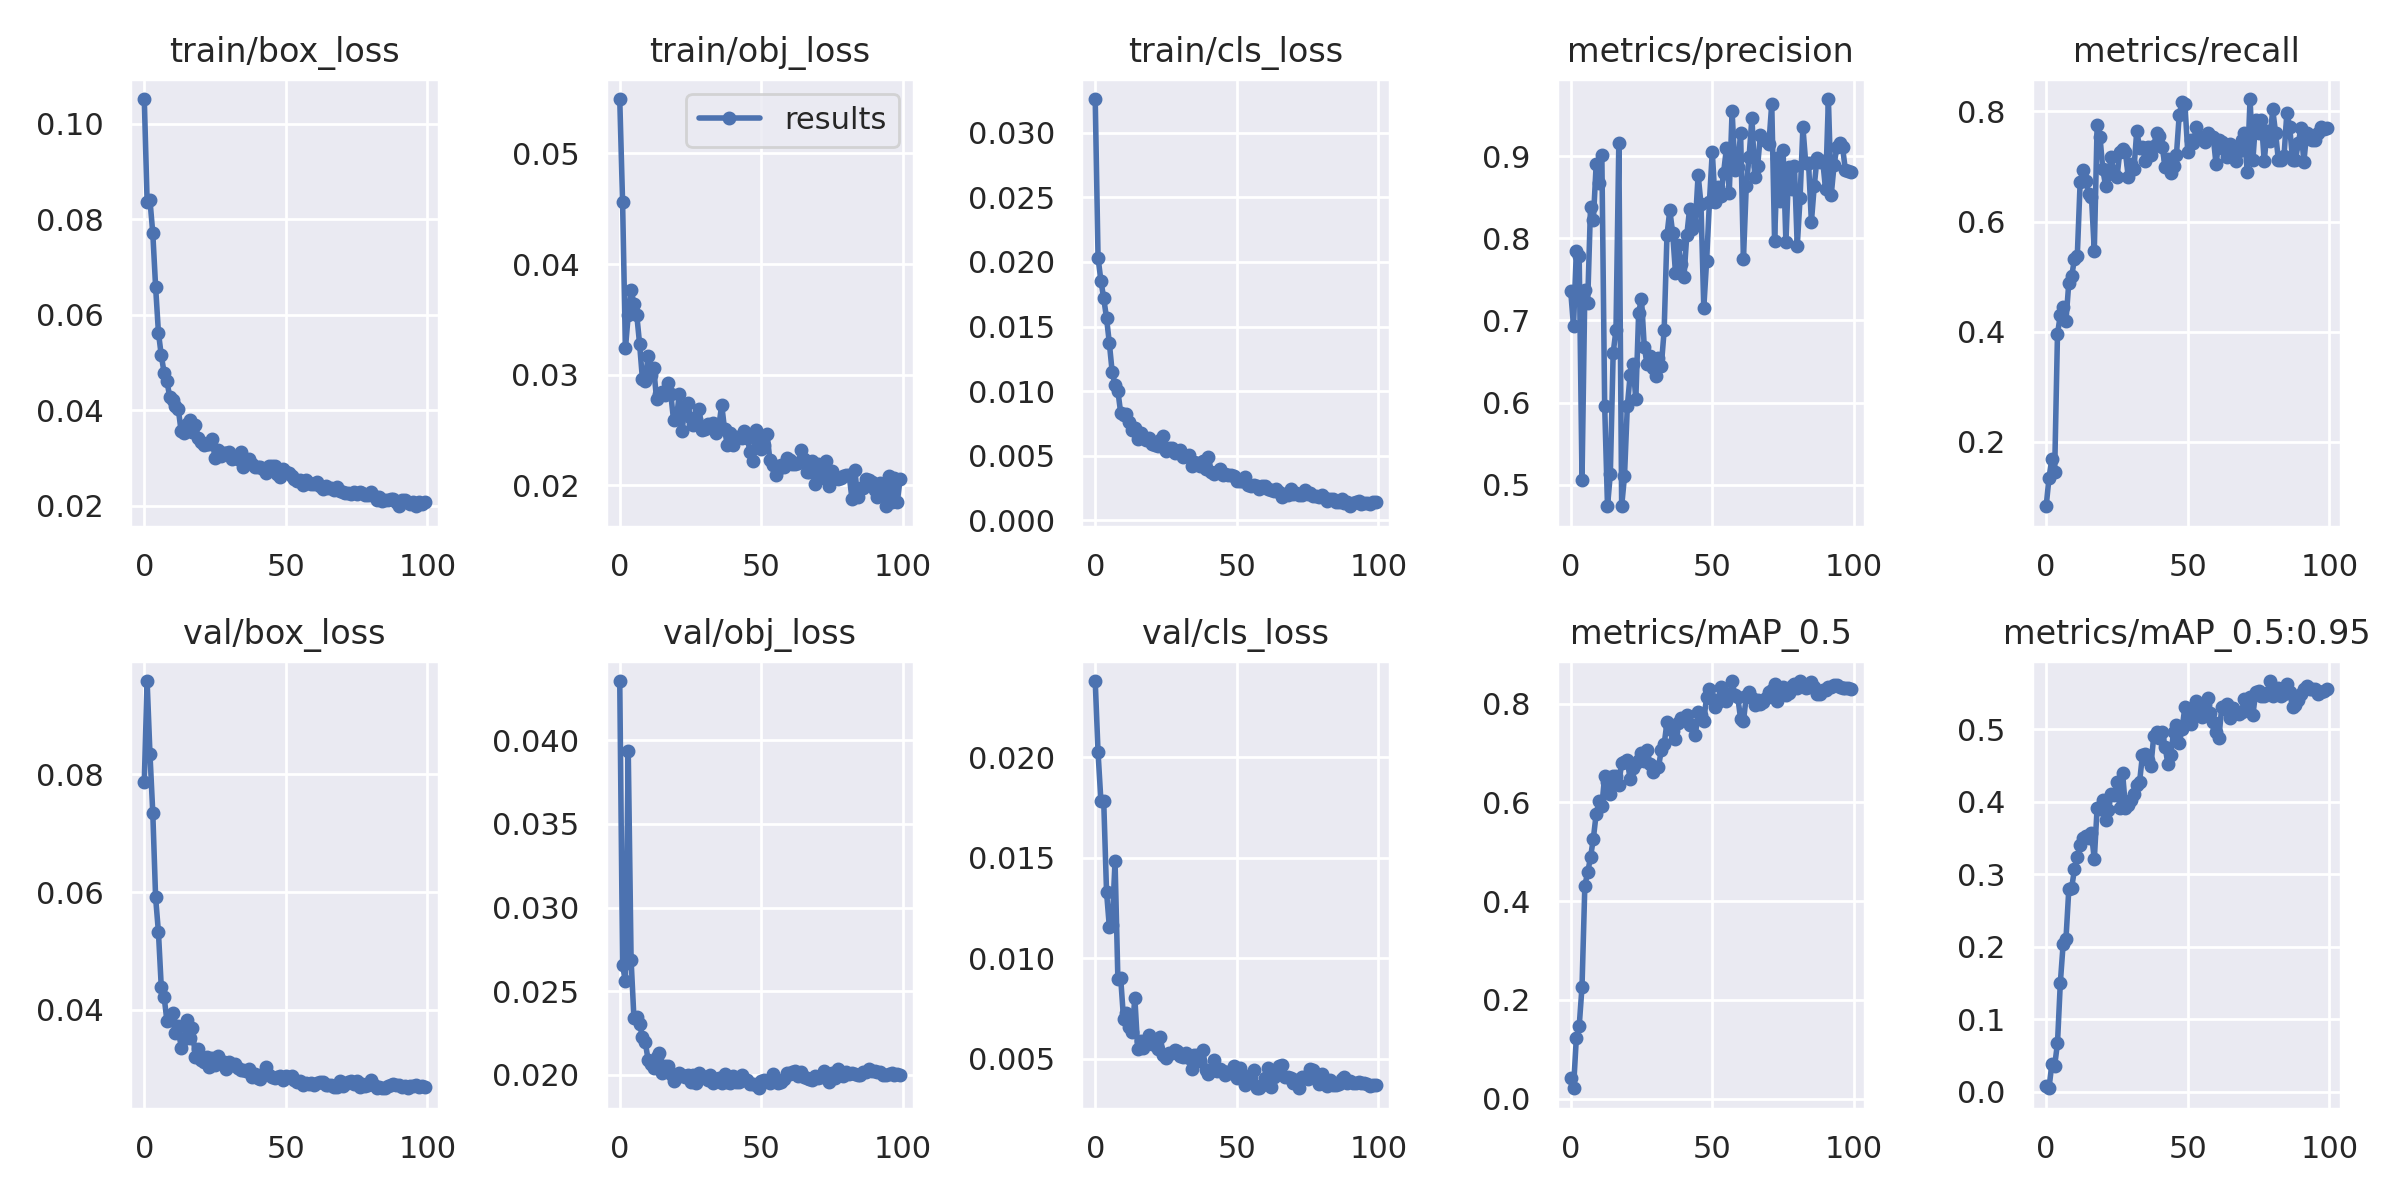 train/box_loss
train/obj_loss
train/cls_loss
metrics/precision
metrics/recall
0.10
0.08
0.06
0.04
0.02
0 50 100
results
0.05
0.04
0.03
0.02
0 50 100
0.030
0.025
0.020
0.015
0.010
0.005
0.000
0 50 100
0.9
0.8
0.7
0.6
0.5
0 50 100
0.8
0.6
0.4
0.2
0 50 100
val/box_loss
val/obj_loss
val/cls_loss
metrics/mAP_0.5
metrics/mAP_0.5:0.95
0.08
0.06
0.04
0 50 100
0.040
0.035
0.030
0.025
0.020
0 50 100
0.020
0.015
0.010
0.005
0 50 100
0.8
0.6
0.4
0.2
0.0
0 50 100
0.5
0.4
0.3
0.2
0.1
0.0
0 50 100